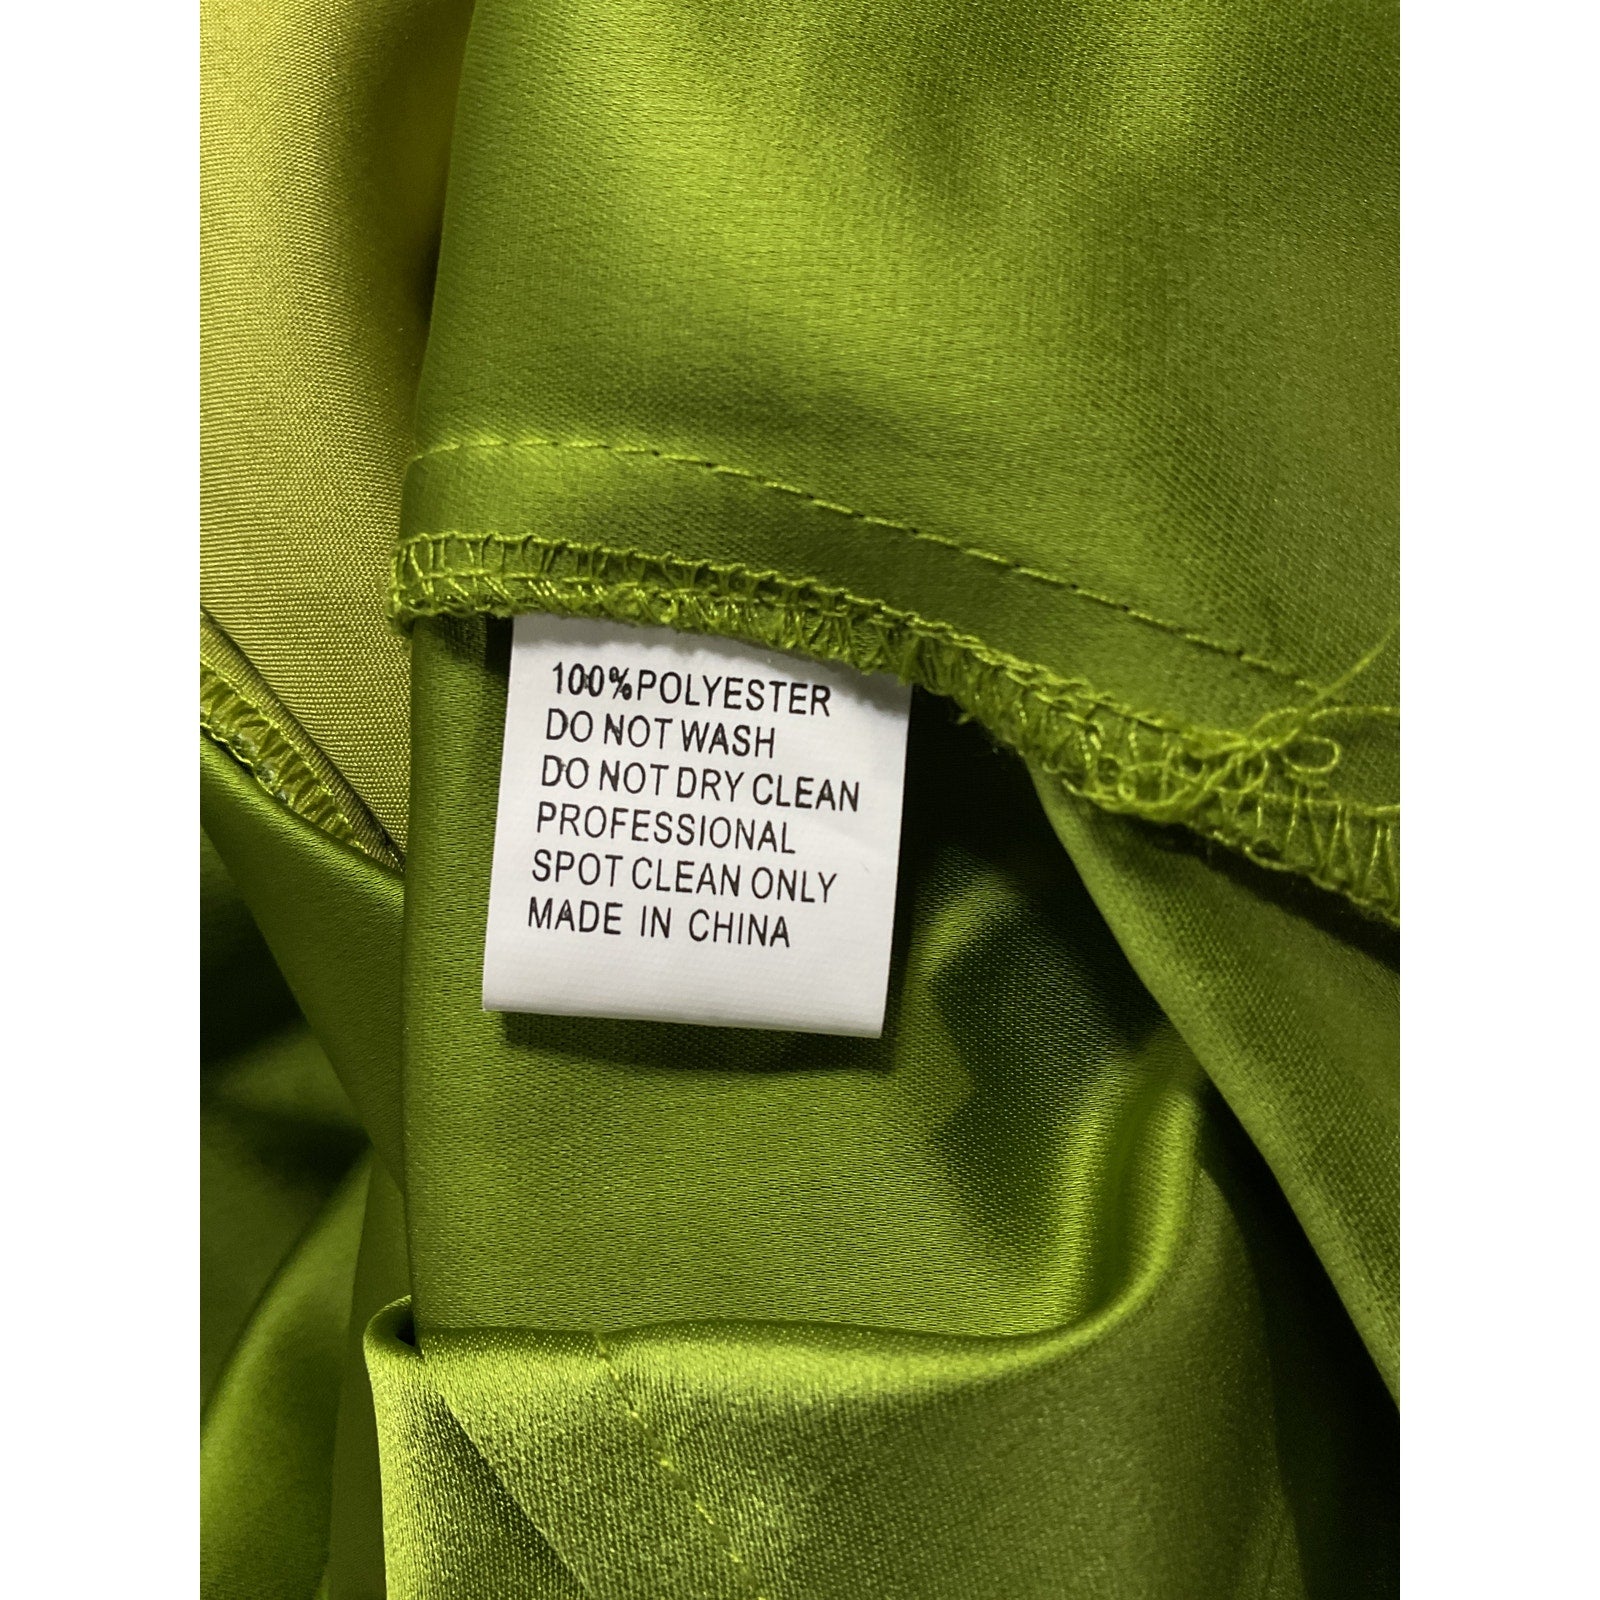 100%POLYESTER
DO NOT WASH
DO NOT DRY CLEAN
PROFESSIONAL
SPOT CLEAN ONLY
MADE IN CHINA